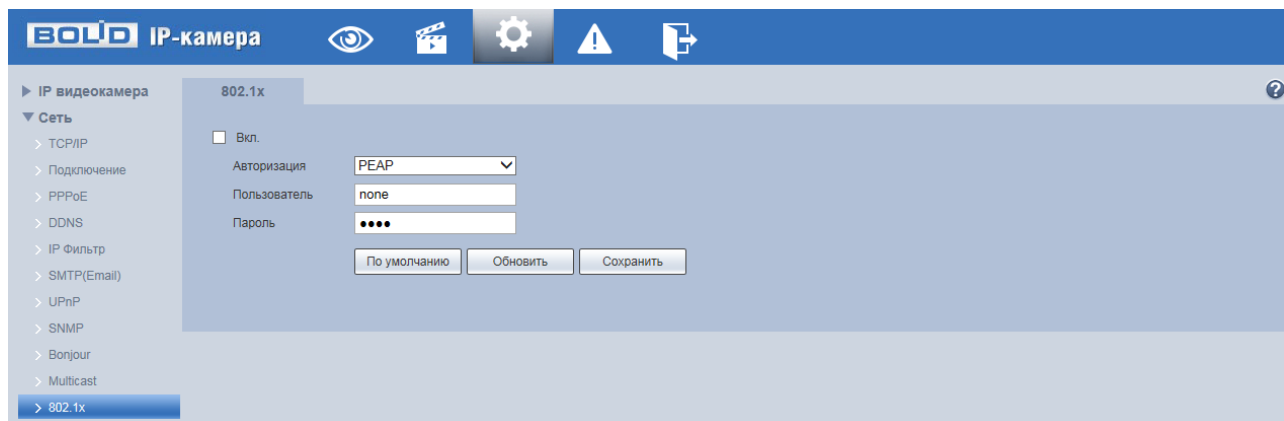 BOLID IP-камера
IP видеокамера
Сеть
TCP/IP
Подключение
PPPoE
DDNS
IP Фильтр
SMTP(Email)
UPnP
SNMP
Bonjour
Multicast
802.1x
802.1x
Вкл.
Авторизация PEAP
Пользователь none
Пароль ••••
По умолчанию Обновить Сохранить